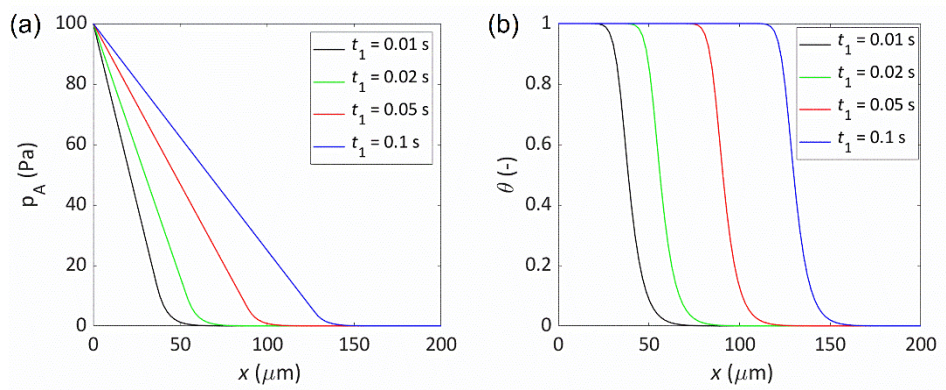 (a)
100
80
60
40
20
0
p_A (Pa)
0 50 100 150 200
x (μm)
t_1 = 0.01 s
t_1 = 0.02 s
t_1 = 0.05 s
t_1 = 0.1 s
(b)
1
0.8
0.6
0.4
0.2
0
θ (-)
0 50 100 150 200
x (μm)
t_1 = 0.01 s
t_1 = 0.02 s
t_1 = 0.05 s
t_1 = 0.1 s